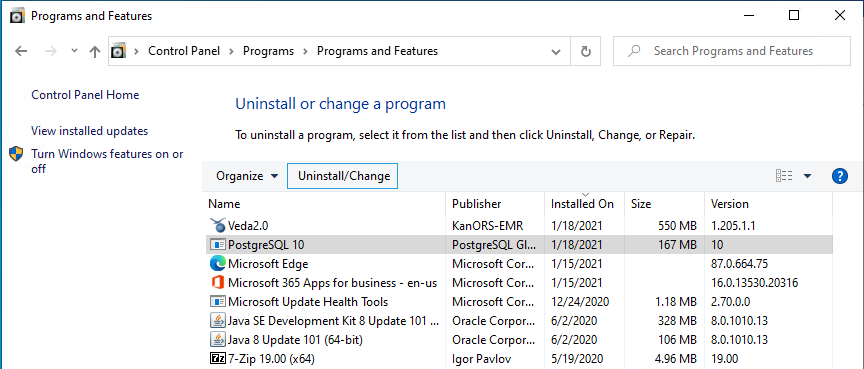 Programs and Features
Control Panel > Programs > Programs and Features
Search Programs and Features
Control Panel Home
View installed updates
Turn Windows features on or
off
Uninstall or change a program
To uninstall a program, select it from the list and then click Uninstall, Change, or Repair.
Organize Uninstall/Change
Name Publisher Installed On Size Version
Veda2.0 KanORS-EMR 1/18/2021 550 MB 1.205.1.1
PostgreSQL 10 PostgreSQL Gl... 1/18/2021 167 MB 10
Microsoft Edge Microsoft Cor... 1/15/2021 87.0.664.75
Microsoft 365 Apps for business - en-us Microsoft Cor... 1/15/2021 16.0.13530.20316
Microsoft Update Health Tools Microsoft Cor... 12/24/2020 1.18 MB 2.70.0.0
Java SE Development Kit 8 Update 101 ... Oracle Corpor... 6/2/2020 328 MB 8.0.1010.13
Java 8 Update 101 (64-bit) Oracle Corpor... 6/2/2020 106 MB 8.0.1010.13
7-Zip 19.00 (x64) Igor Pavlov 5/19/2020 4.96 MB 19.00